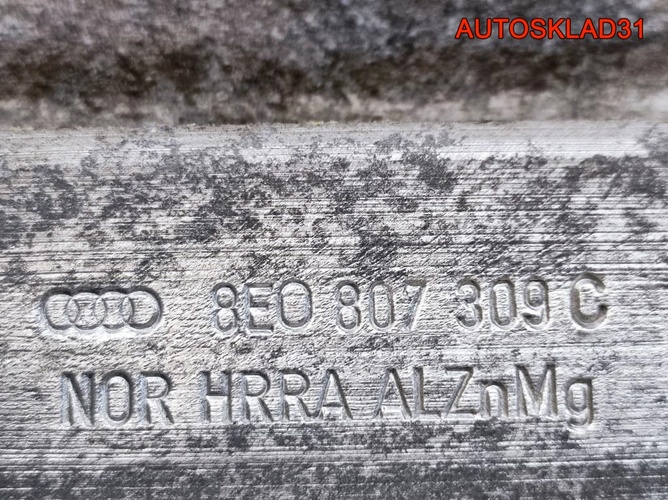 AUTOSKLAD31
8E0 807 309 C
NOR HRRA ALZnMg